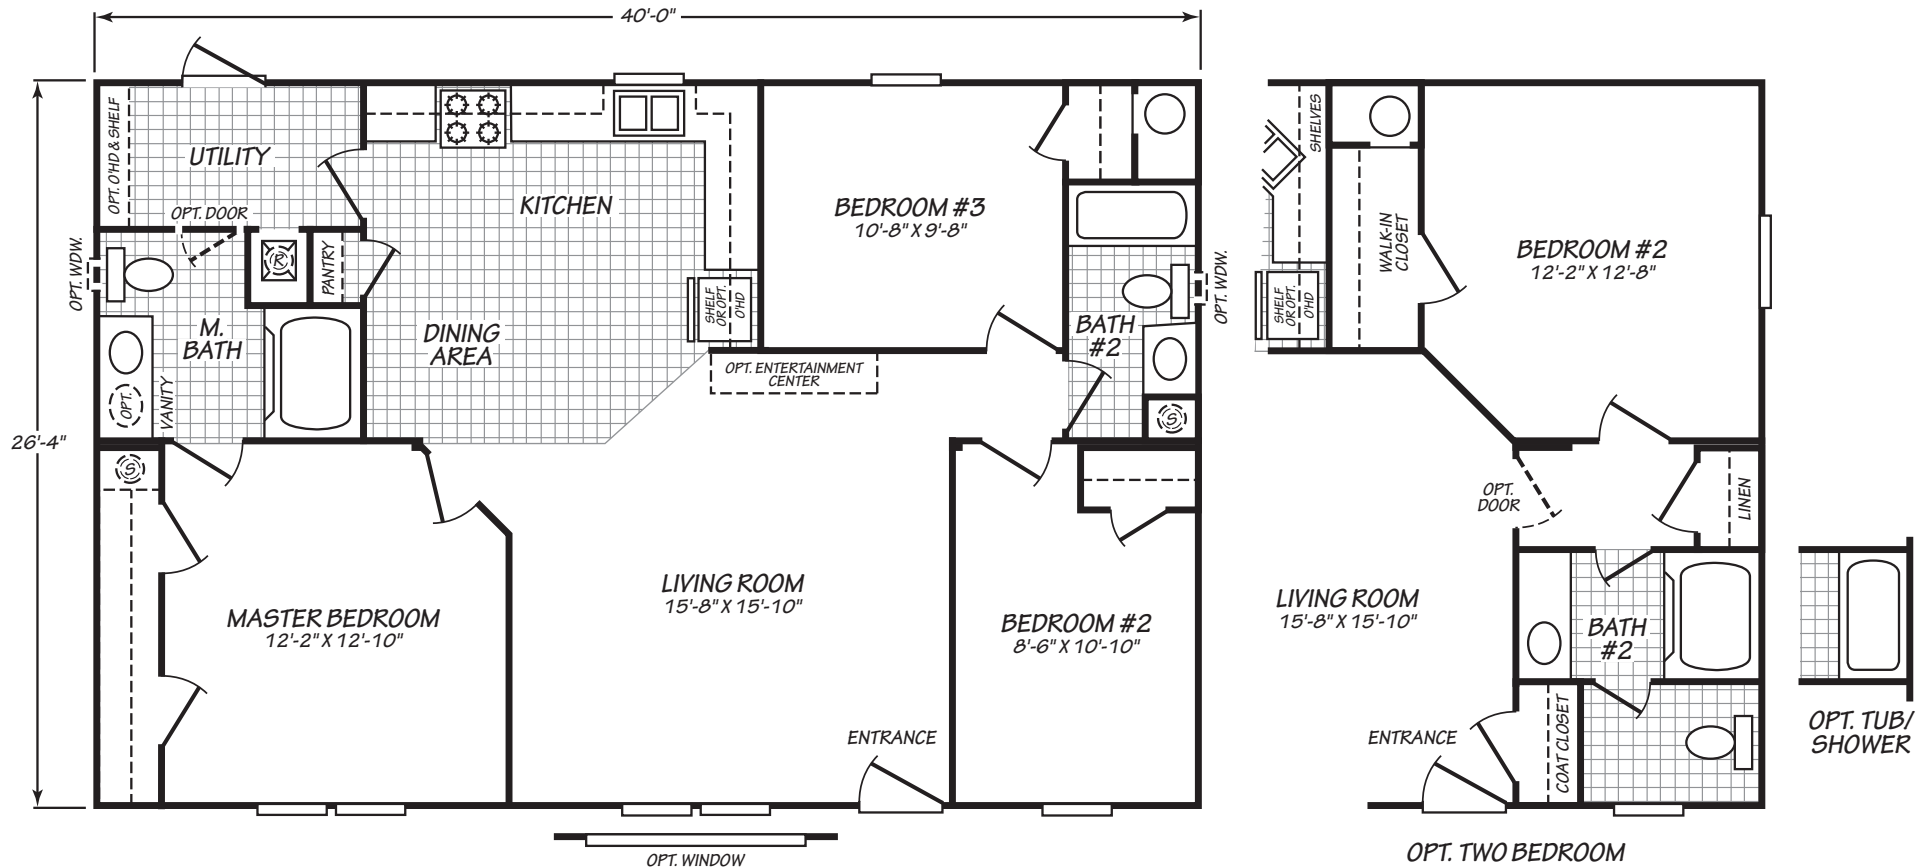 40'-0"
26'-4"
OPT. O'HD & SHELF
UTILITY
OPT. DOOR
KITCHEN
BEDROOM #3
10'-8" X 9'-8"
OPT. WDW.
R
PANTRY
SHELF
OR OPT.
O'HD
OPT. WDW.
M.
BATH
DINING
AREA
BATH
#2
OPT. ENTERTAINMENT
CENTER
OPT.
VANITY
S
S
MASTER BEDROOM
12'-2" X 12'-10"
LIVING ROOM
15'-8" X 15'-10"
BEDROOM #2
8'-6" X 10'-10"
ENTRANCE
OPT. WINDOW
SHELVES
WALK-IN
CLOSET
BEDROOM #2
12'-2" X 12'-8"
SHELF
OR OPT.
O'HD
OPT.
DOOR
LINEN
LIVING ROOM
15'-8" X 15'-10"
BATH
#2
COAT CLOSET
ENTRANCE
OPT. TUB/
SHOWER
OPT. TWO BEDROOM